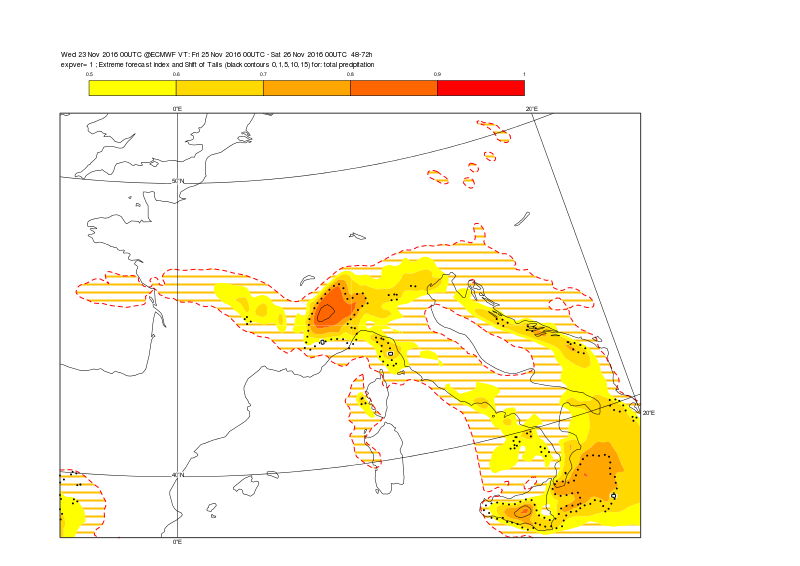 Wed 23 Nov 2016 00UTC @ECMWF VT: Fri 25 Nov 2016 00UTC - Sat 26 Nov 2016 00UTC 48-72h
expver= 1 ; Extreme forecast index and Shift of Tails (black contours 0,1,5,10,15) for: total precipitation
0.5 0.6 0.7 0.8 0.9 1
0°E 20°E
50°N
20°E
40°N
0°E